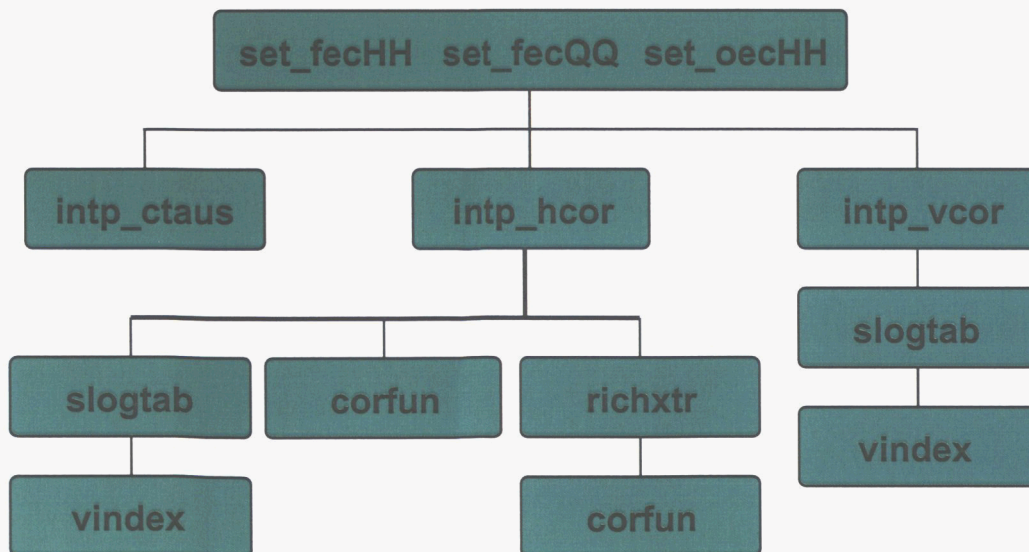 set_fecHH set_fecQQ set_oecHH
intp_ctaus
intp_hcor
intp_vcor
slogtab
slogtab
corfun
richxtr
vindex
vindex
corfun